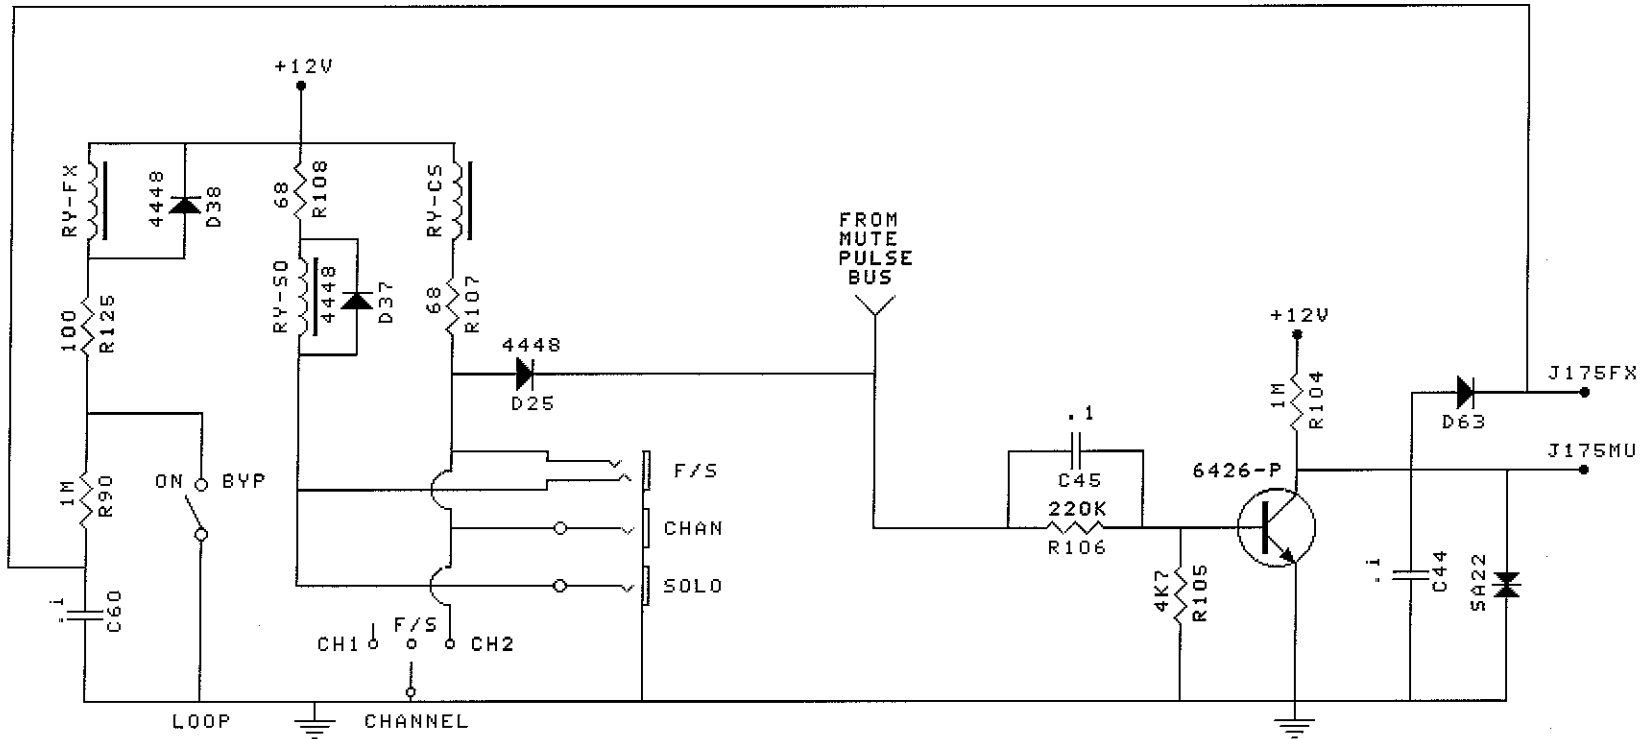 +12V
RY-FX
4448
D38
68
R108
RY-CS
FROM
MUTE
PULSE
BUS
100
R125
RY-SO
4448
D37
68
R107
+12V
4448
D25
1M
R104
J175FX
D63
.1
C45
6426-P
J175MU
1M
R90
ON
BYP
F/S
220K
R106
CHAN
SOLO
4K7
R105
.1
C44
SA22
.1
C60
F/S
CH1
CH2
LOOP
CHANNEL